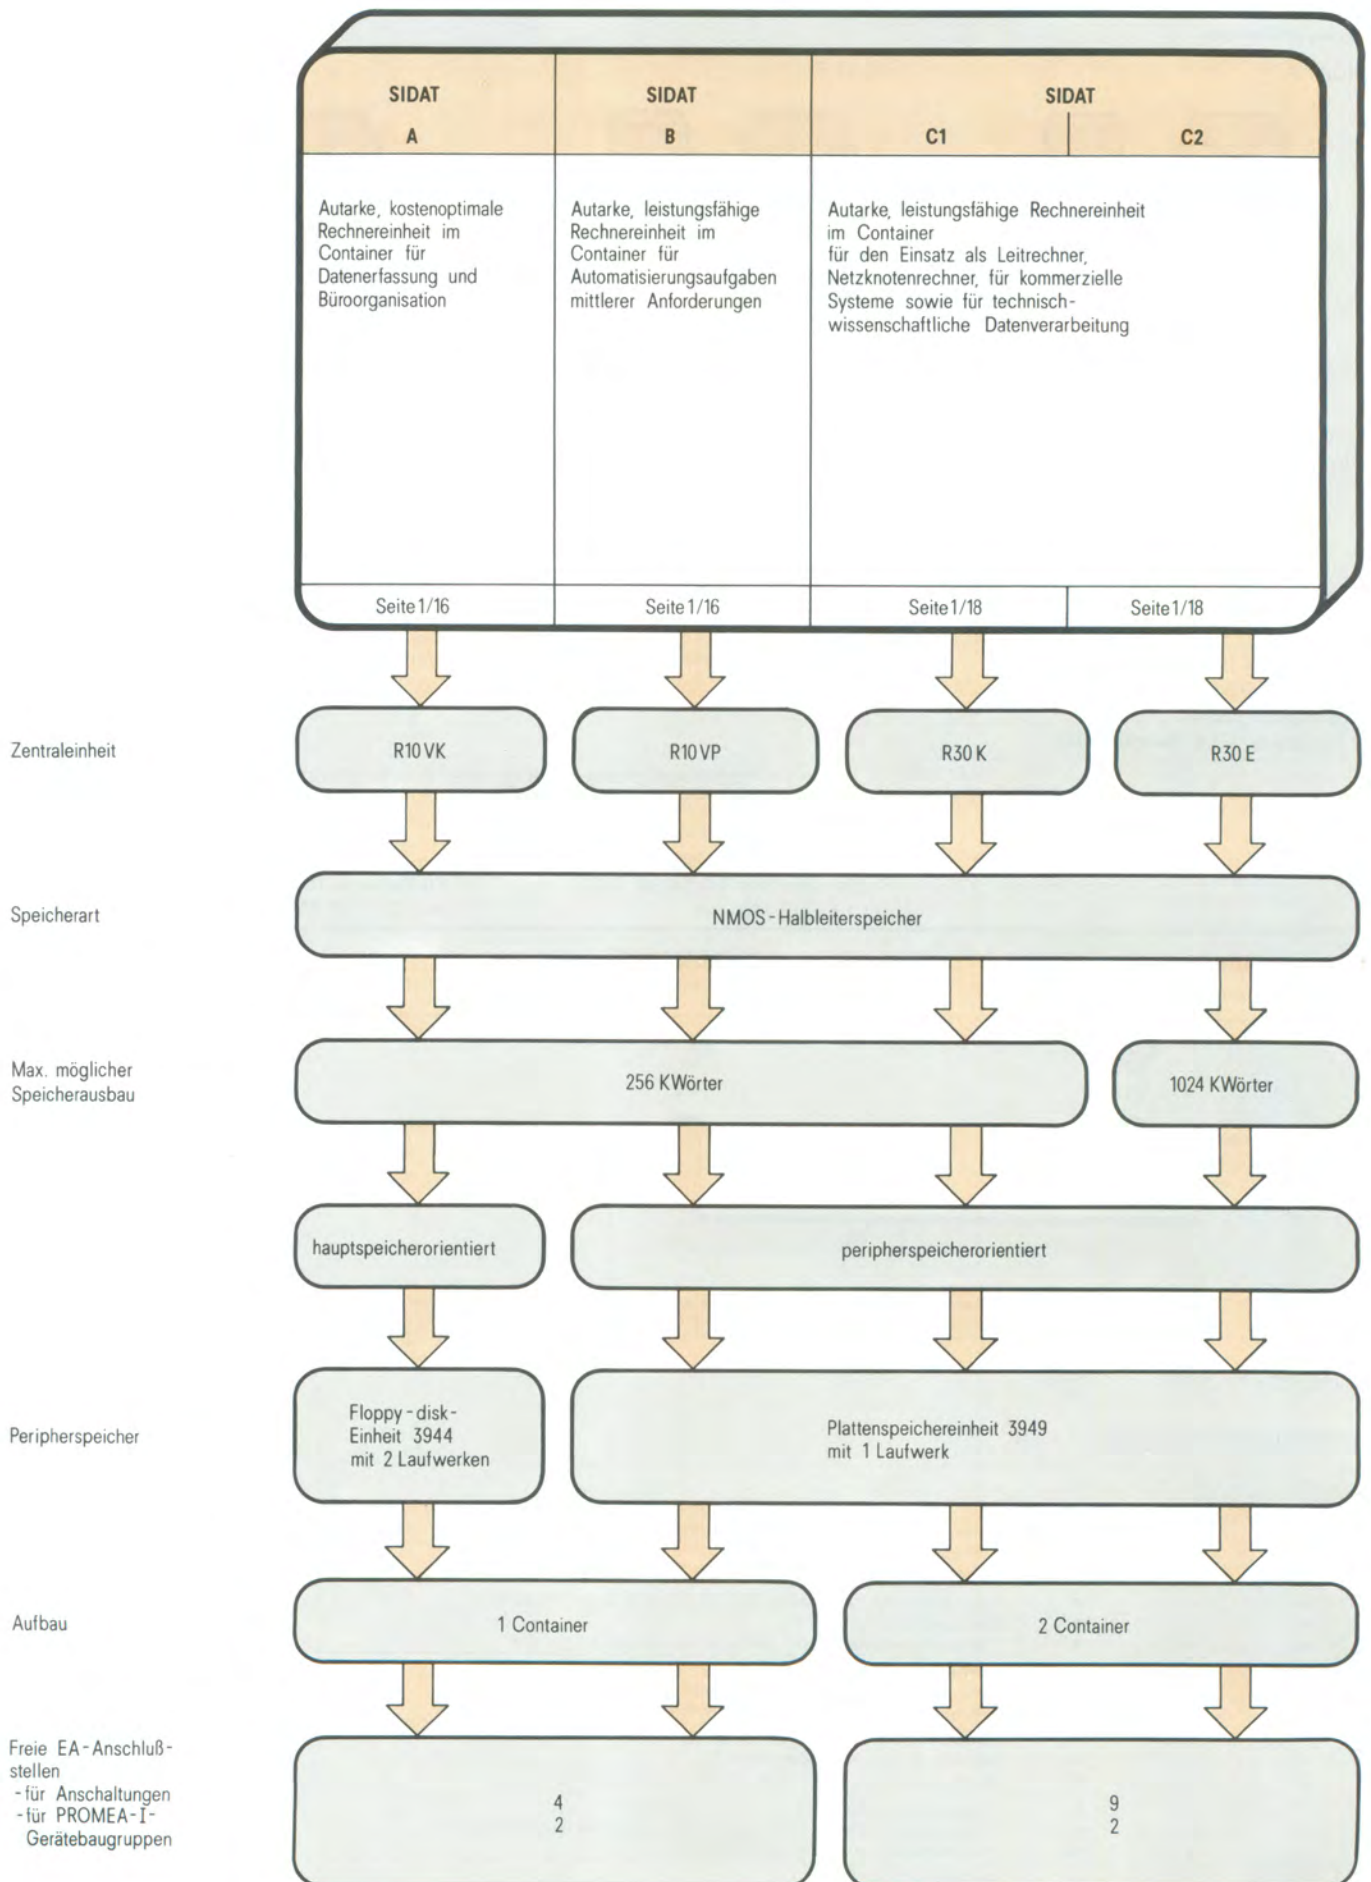 SIDAT
A
SIDAT
B
SIDAT
C1
C2
Autarke, kostenoptimale
Rechnereinheit im
Container für
Datenerfassung und
Büroorganisation
Autarke, leistungsfähige
Rechnereinheit im
Container für
Automatisierungsaufgaben
mittlerer Anforderungen
Autarke, leistungsfähige Rechnereinheit
im Container
für den Einsatz als Leitrechner,
Netzknotenrechner, für kommerzielle
Systeme sowie für technisch-
wissenschaftliche Datenverarbeitung
Seite 1/16
Seite 1/16
Seite 1/18
Seite 1/18
Zentraleinheit
R10 VK
R10 VP
R30 K
R30 E
Speicherart
NMOS-Halbleiterspeicher
Max. möglicher
Speicherausbau
256 KWörter
1024 KWörter
hauptspeicherorientiert
peripherspeicherorientiert
Peripherspeicher
Floppy-disk-
Einheit 3944
mit 2 Laufwerken
Plattenspeichereinheit 3949
mit 1 Laufwerk
Aufbau
1 Container
2 Container
Freie EA-Anschluß-
stellen
-für Anschaltungen
-für PROMEA-I-
Gerätebaugruppen
4
2
9
2